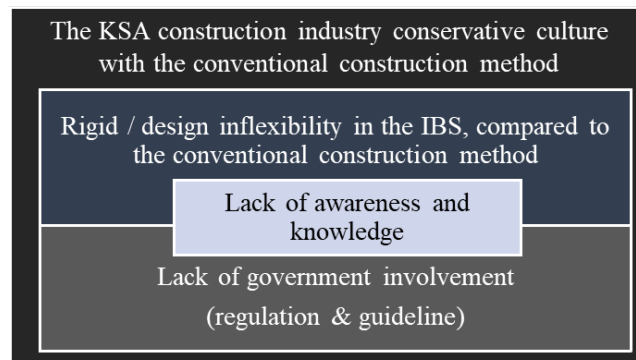 The KSA construction industry conservative culture
with the conventional construction method
Rigid / design inflexibility in the IBS, compared to
the conventional construction method
Lack of awareness and
knowledge
Lack of government involvement
(regulation & guideline)